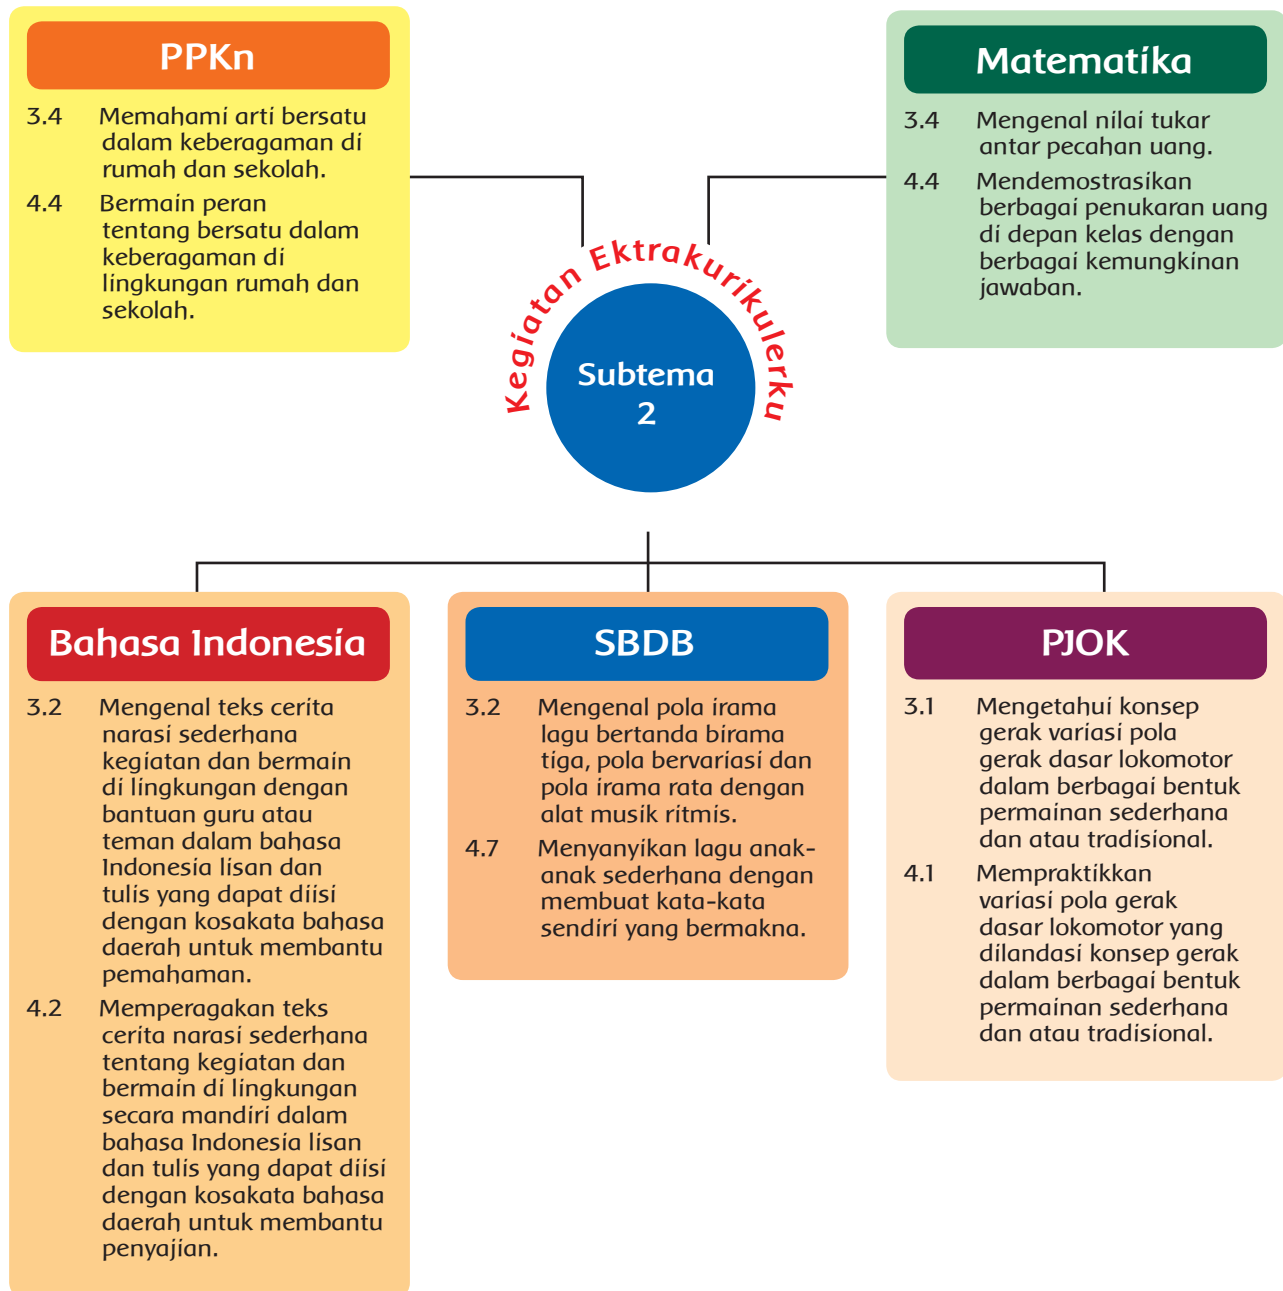 PPKn
3.4 Memahami arti bersatu
dalam keberagaman di
rumah dan sekolah.
4.4 Bermain peran
tentang bersatu dalam
keberagaman di
lingkungan rumah dan
sekolah.
Matematika
3.4 Mengenal nilai tukar
antar pecahan uang.
4.4 Mendemostrasikan
berbagai penukaran uang
di depan kelas dengan
berbagai kemungkinan
jawaban.
Kegiatan Ektrakurikulerku
Subtema
2
Bahasa Indonesia
3.2 Mengenal teks cerita
narasi sederhana
kegiatan dan bermain
di lingkungan dengan
bantuan guru atau
teman dalam bahasa
Indonesia lisan dan
tulis yang dapat diisi
dengan kosakata bahasa
daerah untuk membantu
pemahaman.
4.2 Memperagakan teks
cerita narasi sederhana
tentang kegiatan dan
bermain di lingkungan
secara mandiri dalam
bahasa Indonesia lisan
dan tulis yang dapat diisi
dengan kosakata bahasa
daerah untuk membantu
penyajian.
SBDB
3.2 Mengenal pola irama
lagu bertanda birama
tiga, pola bervariasi dan
pola irama rata dengan
alat musik ritmis.
4.7 Menyanyikan lagu anak-
anak sederhana dengan
membuat kata-kata
sendiri yang bermakna.
PJOK
3.1 Mengetahui konsep
gerak variasi pola
gerak dasar lokomotor
dalam berbagai bentuk
permainan sederhana
dan atau tradisional.
4.1 Mempraktikkan
variasi pola gerak
dasar lokomotor yang
dilandasi konsep gerak
dalam berbagai bentuk
permainan sederhana
dan atau tradisional.